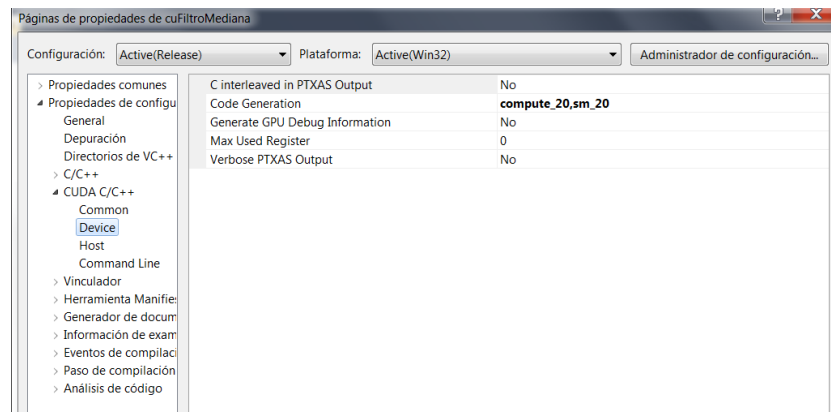 Páginas de propiedades de cuFiltroMediana
? X
Configuración: Active(Release) Plataforma: Active(Win32) Administrador de configuración...
Propiedades comunes
Propiedades de configu
General
Depuración
Directorios de VC++
C/C++
CUDA C/C++
Common
Device
Host
Command Line
Vinculador
Herramienta Manifies
Generador de docum
Información de exam
Eventos de compilaci
Paso de compilación
Análisis de código
C interleaved in PTXAS Output No
Code Generation compute_20,sm_20
Generate GPU Debug Information No
Max Used Register 0
Verbose PTXAS Output No